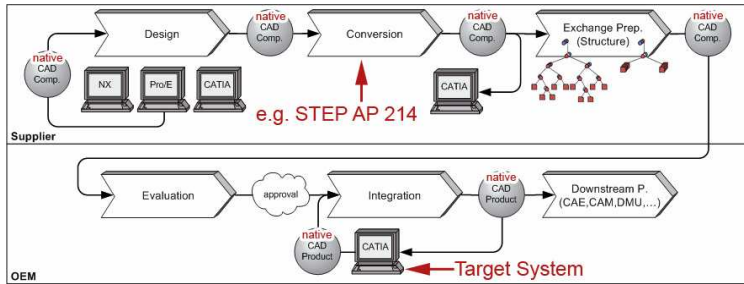 Design
native
CAD
Comp.
Conversion
native
CAD
Comp.
Exchange Prep.
(Structure)
native
CAD
Comp.
native
CAD
Comp.
NX
Pro/E
CATIA
e.g. STEP AP 214
CATIA
Supplier
Evaluation
approval
Integration
native
CAD
Product
Downstream P.
(CAE,CAM,DMU,...)
native
CAD
Product
CATIA
Target System
OEM